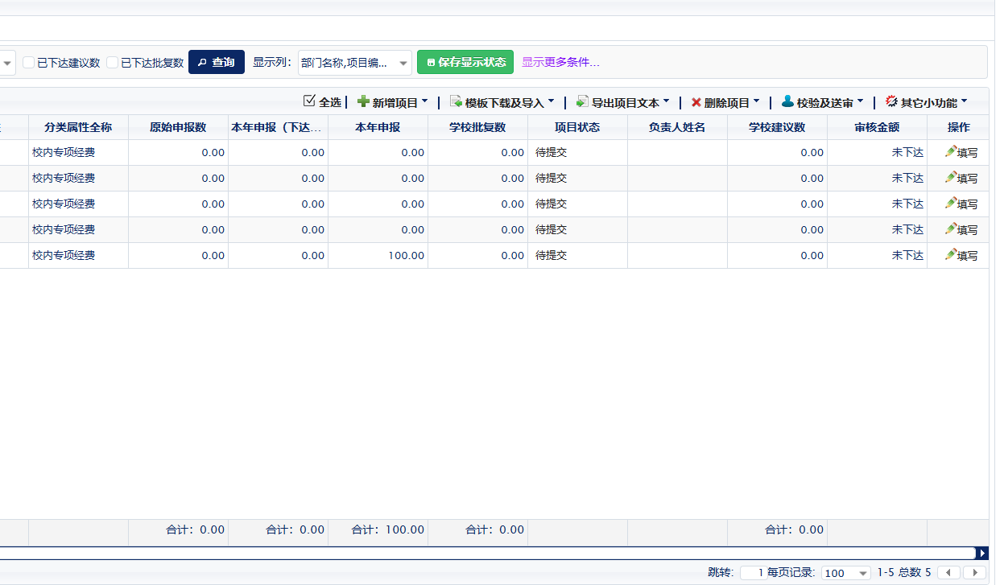 已下达建议数 已下达批复数 查询 显示列: 部门名称,项目编... 保存显示状态 显示更多条件...
全选 新增项目 模板下载及导入 导出项目文本 删除项目 校验及送审 其它小功能
分类属性全称 原始申报数 本年申报（下达... 本年申报 学校批复数 项目状态 负责人姓名 学校建议数 审核金额 操作
校内专项经费 0.00 0.00 0.00 0.00 待提交 0.00 未下达 填写
校内专项经费 0.00 0.00 0.00 0.00 待提交 0.00 未下达 填写
校内专项经费 0.00 0.00 0.00 0.00 待提交 0.00 未下达 填写
校内专项经费 0.00 0.00 0.00 0.00 待提交 0.00 未下达 填写
校内专项经费 0.00 0.00 100.00 0.00 待提交 0.00 未下达 填写
合计：0.00 合计：0.00 合计：100.00 合计：0.00 合计：0.00
跳转: 1 每页记录: 100 1-5 总数 5